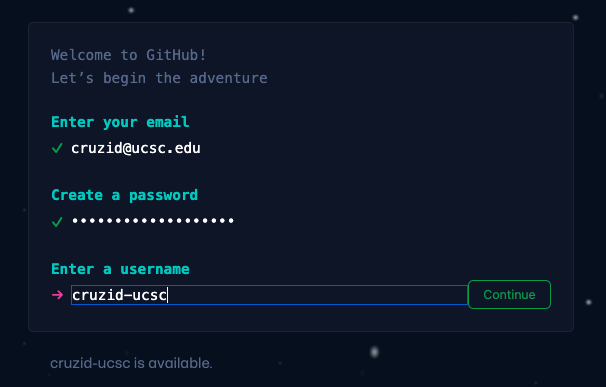 Welcome to GitHub!
Let’s begin the adventure
Enter your email
✓ cruzid@ucsc.edu
Create a password
✓ •••••••••••••••••••
Enter a username
→ cruzid-ucsc
Continue
cruzid-ucsc is available.